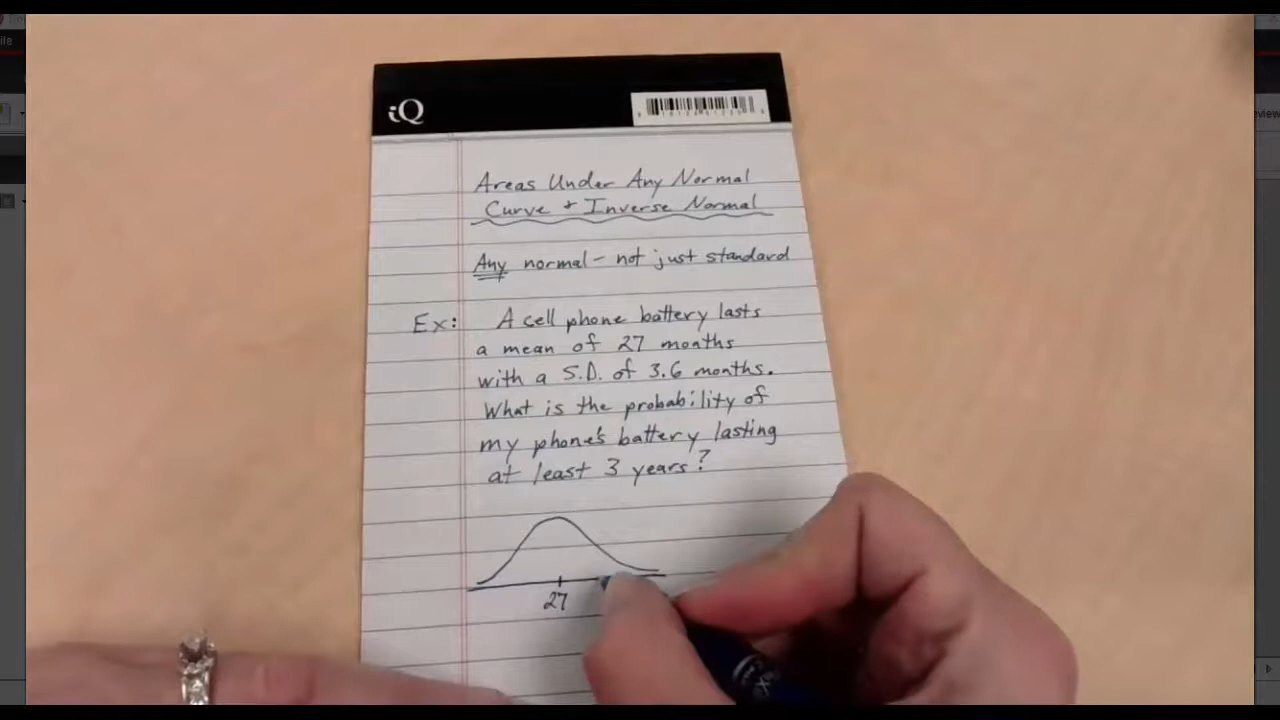 iQ
Areas Under Any Normal
Curve + Inverse Normal
Any normal - not just standard
Ex: A cell phone battery lasts
a mean of 27 months
with a S.D. of 3.6 months.
What is the probability of
my phone's battery lasting
at least 3 years?
27